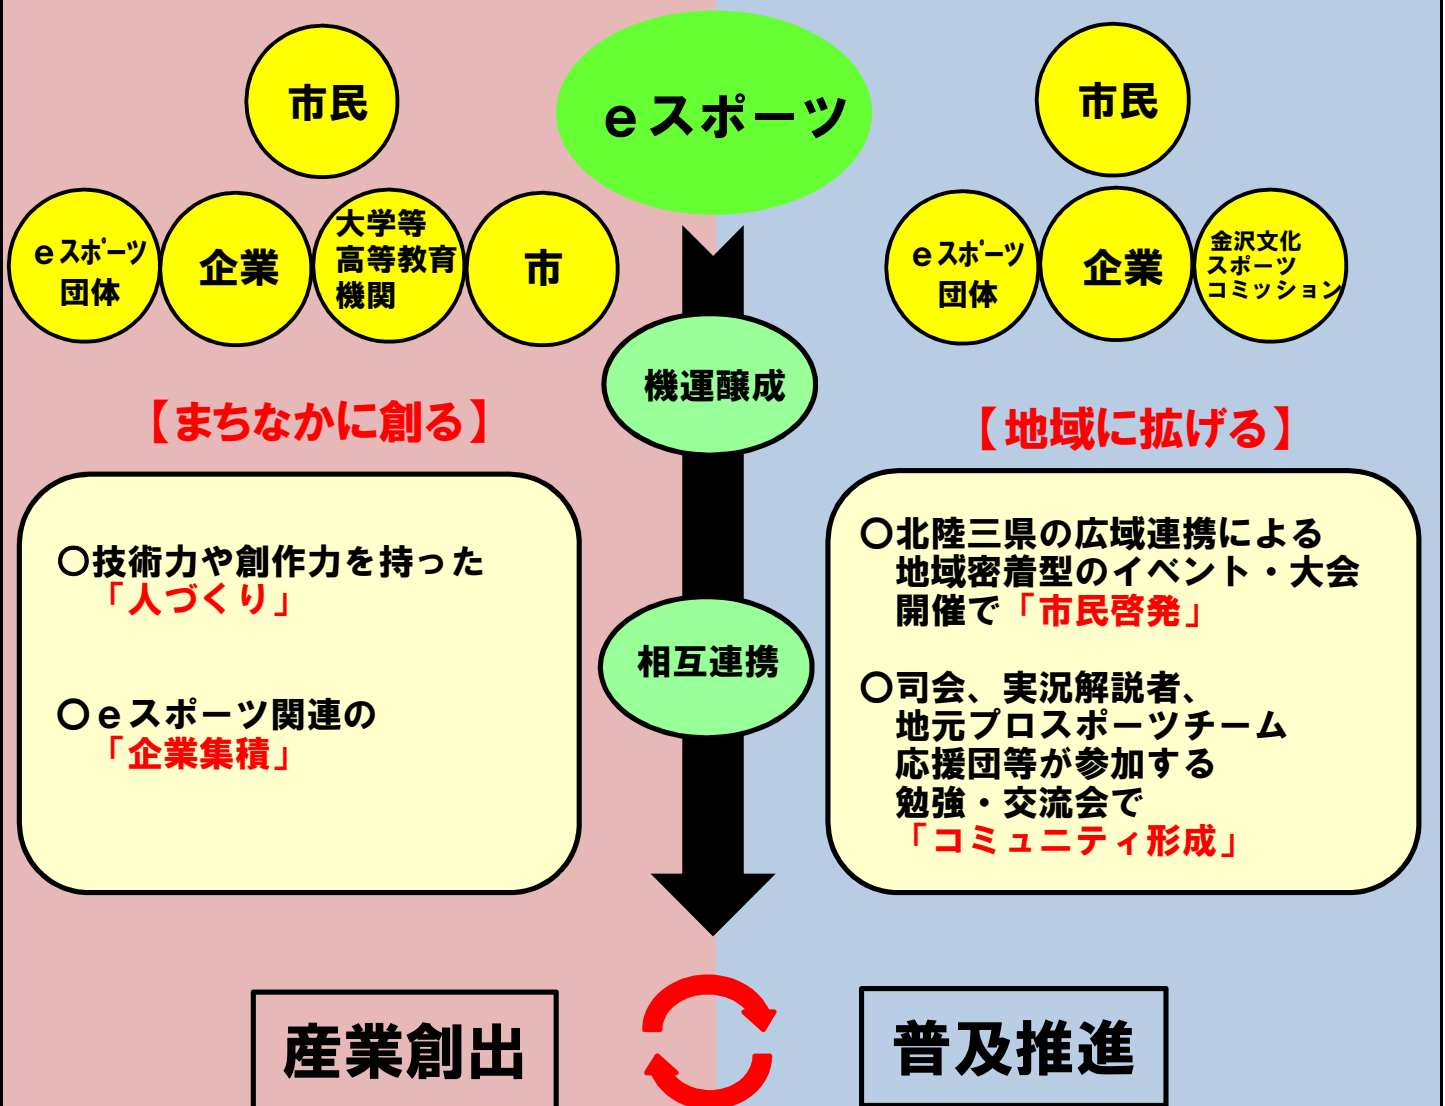 eスポーツ
市民
eスポーツ
団体
企業
大学等
高等教育
機関
市
【まちなかに創る】
〇技術力や創作力を持った
「人づくり」
〇eスポーツ関連の
「企業集積」
産業創出
機運醸成
相互連携
市民
eスポーツ
団体
企業
金沢文化
スポーツ
コミッション
【地域に拡げる】
〇北陸三県の広域連携による
地域密着型のイベント・大会
開催で「市民啓発」
〇司会、実況解説者、
地元プロスポーツチーム
応援団等が参加する
勉強・交流会で
「コミュニティ形成」
普及推進